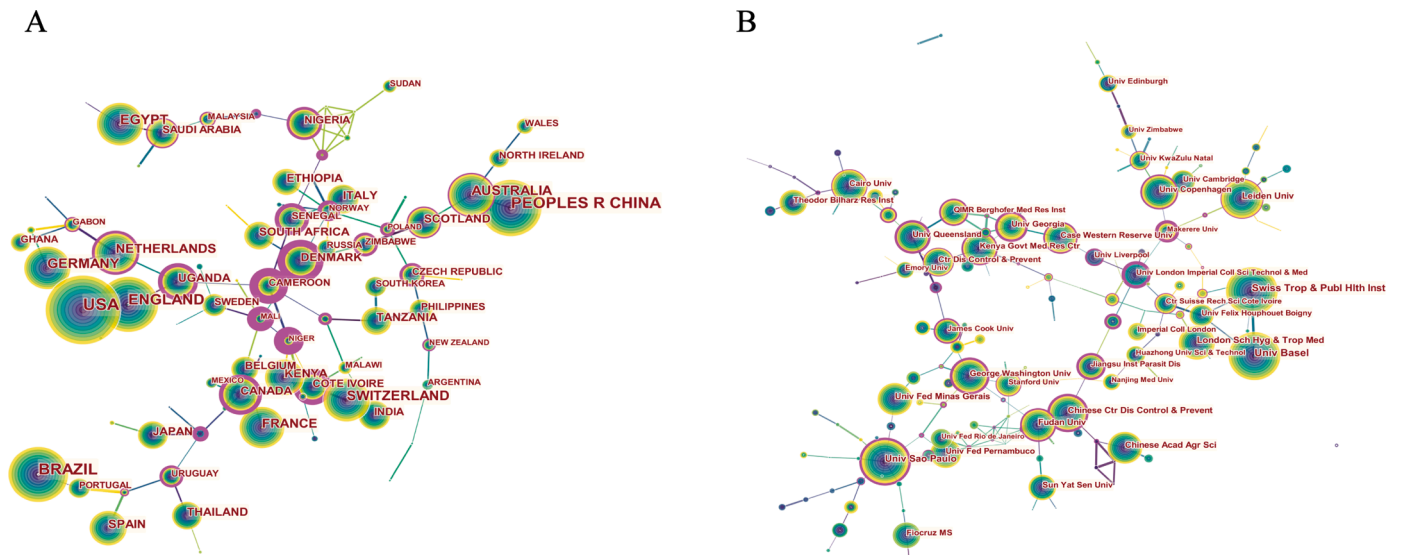 A
B
SUDAN
EGYPT
MALAYSIA
SAUDI ARABIA
NIGERIA
WALES
NORTH IRELAND
ETHIOPIA
ITALY
AUSTRALIA
PEOPLES R CHINA
NORWAY
SENEGAL
SCOTLAND
GABON
POLAND
SOUTH AFRICA
GHANA
NETHERLANDS
RUSSIA
ZIMBABWE
DENMARK
GERMANY
UGANDA
CAMEROON
CZECH REPUBLIC
SOUTH KOREA
USA
ENGLAND
SWEDEN
PHILIPPINES
MALI
TANZANIA
NIGER
NEW ZEALAND
BELGIUM
MALAWI
KENYA
MEXICO
COTE IVOIRE
ARGENTINA
CANADA
SWITZERLAND
INDIA
FRANCE
JAPAN
BRAZIL
URUGUAY
PORTUGAL
THAILAND
SPAIN
Univ Edinburgh
Univ Zimbabwe
Univ KwaZulu Natal
Cairo Univ
Univ Cambridge
Univ Copenhagen
Leiden Univ
Theodor Bilharz Res Inst
QIMR Berghofer Med Res Inst
Univ Georgia
Makerere Univ
Univ Queensland
Case Western Reserve Univ
Kenya Govt Med Res Ctr
Univ Liverpool
Ctr Dis Control & Prevent
Emory Univ
Univ London Imperial Coll Sci Technol & Med
Swiss Trop & Publ Hlth Inst
Ctr Suisse Rech Sci Cote Ivoire
Univ Felix Houphouet Boigny
James Cook Univ
Imperial Coll London
London Sch Hyg & Trop Med
Huazhong Univ Sci & Technol
Univ Basel
Jiangsu Inst Parasit Dis
George Washington Univ
Stanford Univ
Nanjing Med Univ
Univ Fed Minas Gerais
Chinese Ctr Dis Control & Prevent
Fudan Univ
Univ Fed Rio de Janeiro
Chinese Acad Agr Sci
Univ Fed Pernambuco
Univ Sao Paulo
Sun Yat Sen Univ
Fiocruz MS